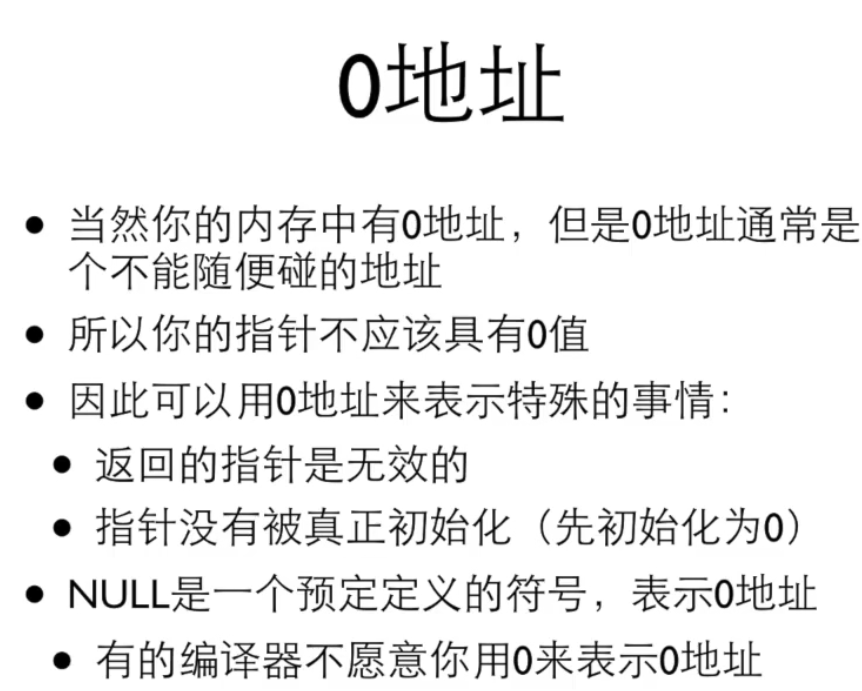 0地址
• 当然你的内存中有0地址，但是0地址通常是
个不能随便碰的地址
• 所以你的指针不应该具有0值
• 因此可以用0地址来表示特殊的事情：
• 返回的指针是无效的
• 指针没有被真正初始化（先初始化为0）
• NULL是一个预定定义的符号，表示0地址
• 有的编译器不愿意你用0来表示0地址